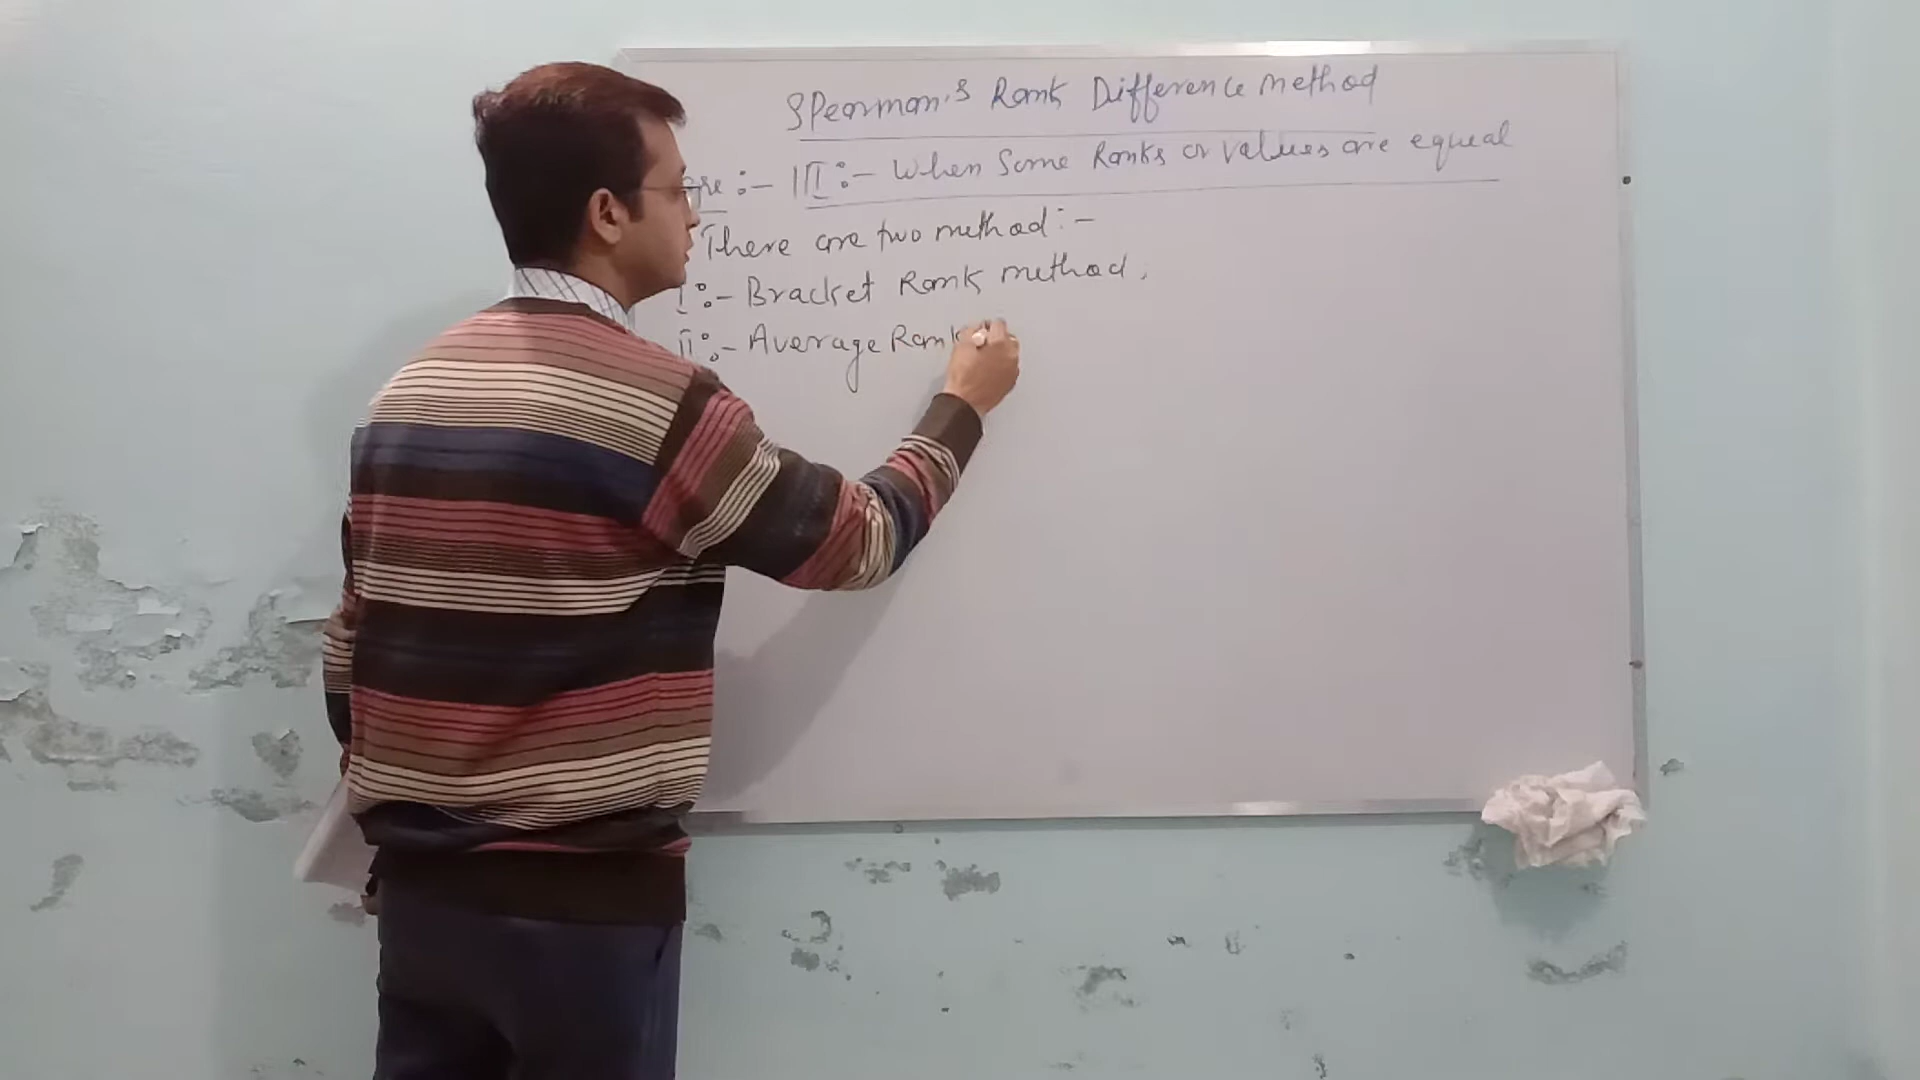 Spearman's Rank Difference method
:- III :- When Some Ranks or values are equal
There are two method :-
I :- Bracket Rank method.
II :- Average Rank